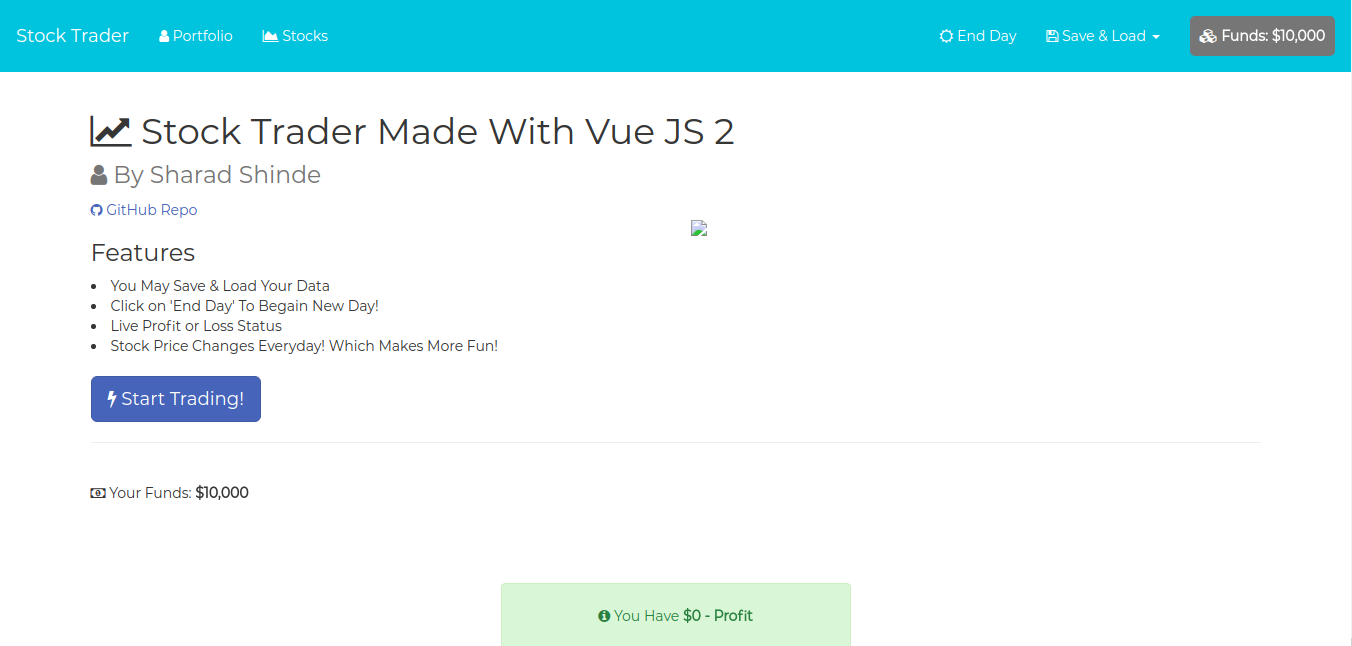 Stock Trader Portfolio Stocks End Day Save & Load Funds: $10,000
Stock Trader Made With Vue JS 2
By Sharad Shinde
GitHub Repo
Features
You May Save & Load Your Data
Click on 'End Day' To Begain New Day!
Live Profit or Loss Status
Stock Price Changes Everyday! Which Makes More Fun!
Start Trading!
Your Funds: $10,000
You Have $0 - Profit